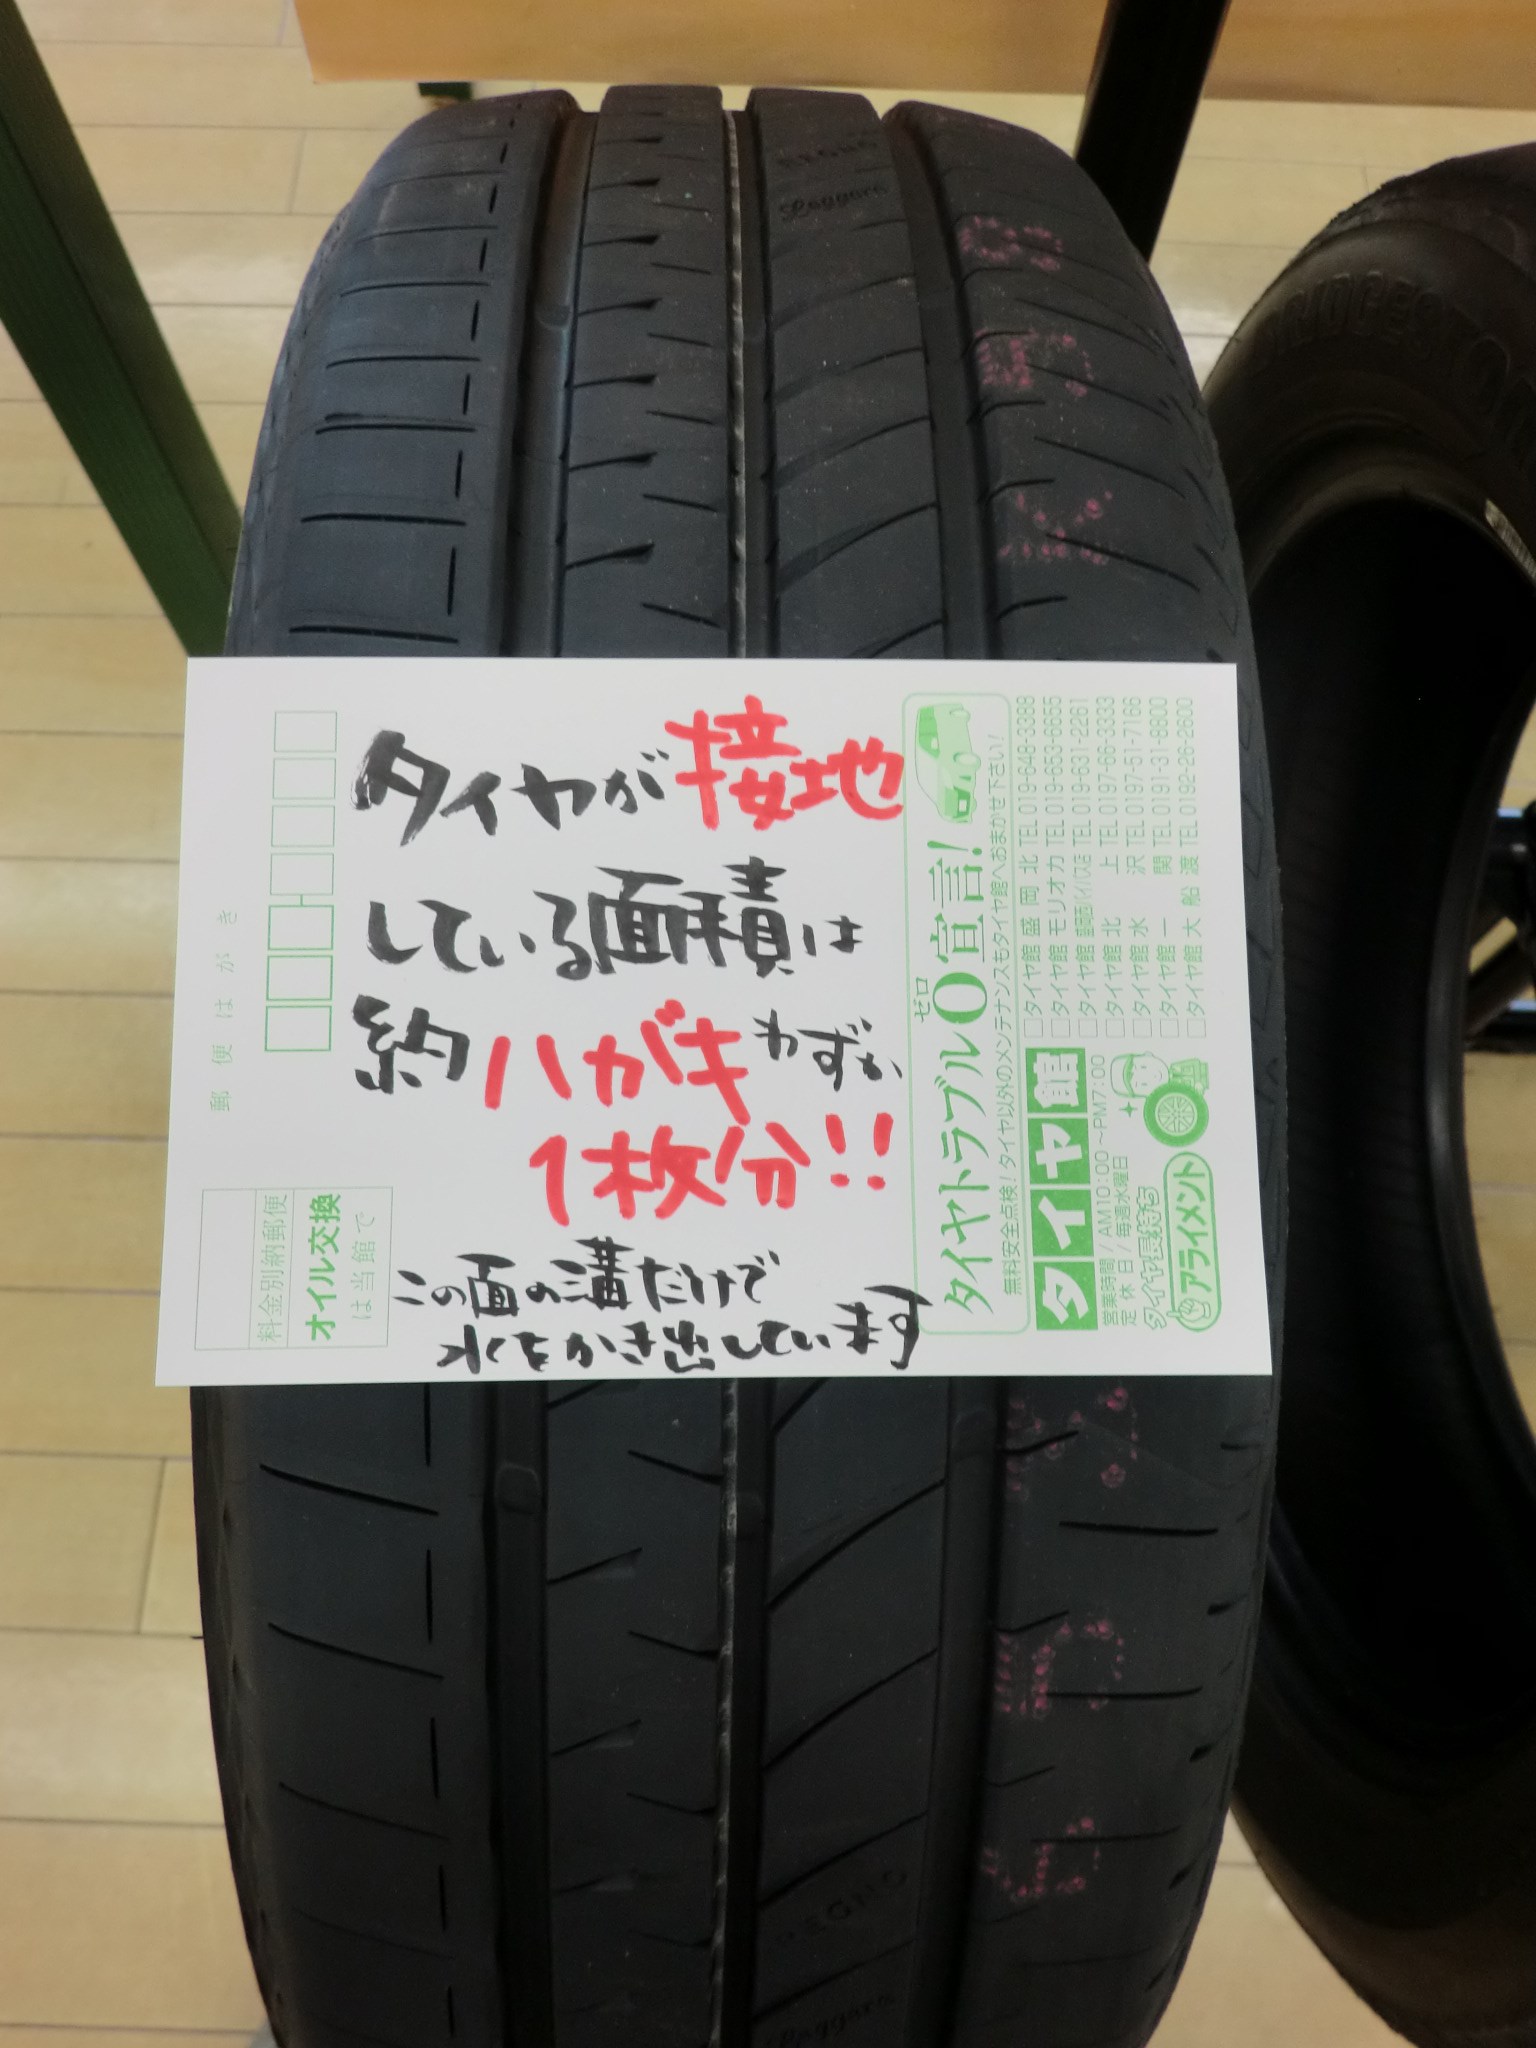 タイヤが接地
している面積は
約ハガキわずか
1枚分!!
この面の溝だけで
水をかき出しています
郵便はがき
料金別納郵便
オイル交換
は当館で
タイヤトラブル0宣言!
ゼロ
無料安全点検!タイヤ以外のメンテナンスもタイヤ館へおまかせ下さい!
タイヤ館
営業時間/AM10:00~PM7:00
定休日/毎週水曜日
アライメント
□タイヤ館 盛岡北 TEL 019-648-3388
□タイヤ館 モリオカ TEL 019-653-6655
□タイヤ館 盛岡西バイパス店 TEL 019-631-2261
□タイヤ館 北上 TEL 0197-66-3333
□タイヤ館 水沢 TEL 0197-51-7166
□タイヤ館 一関 TEL 0191-31-8800
□タイヤ館 大船渡 TEL 0192-26-2600
REGNO
Leggera
BRIDGESTONE
REGNO
Leggera